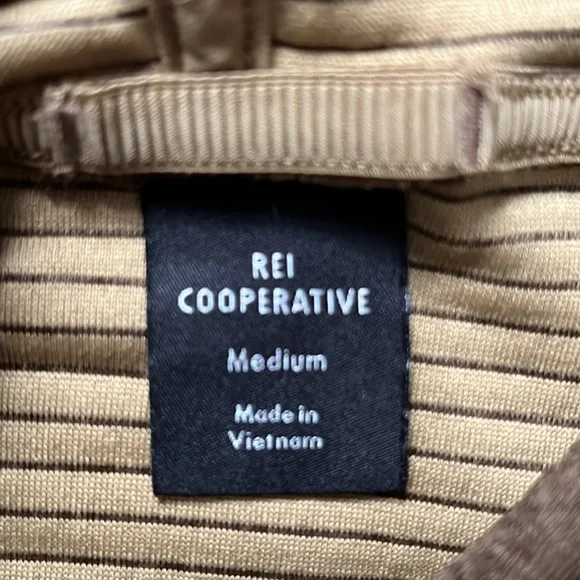 REI
COOPERATIVE
Medium
Made in
Vietnam